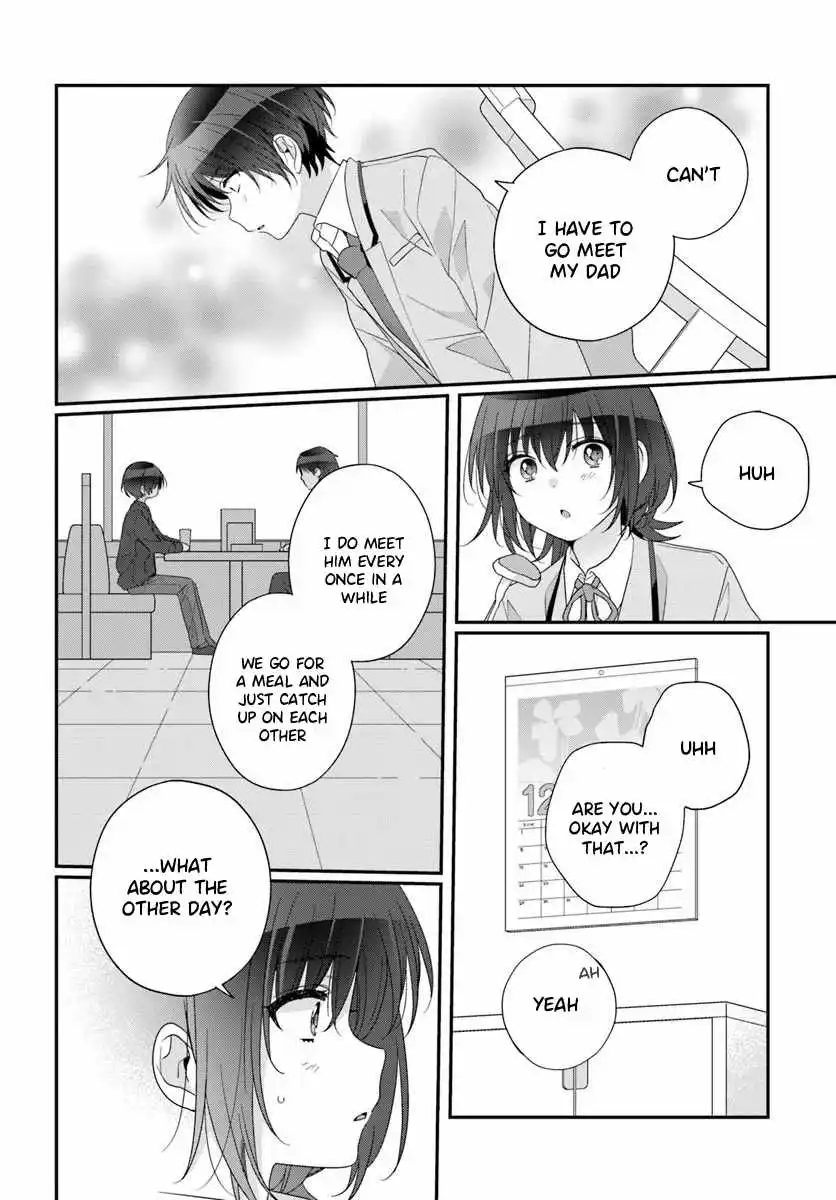 CAN'T
I HAVE TO
GO MEET
MY DAD
HUH
UHH
ARE YOU...
OKAY WITH
THAT...?
AH
YEAH
I DO MEET
HIM EVERY
ONCE IN A
WHILE
WE GO FOR
A MEAL AND
JUST CATCH
UP ON EACH
OTHER
...WHAT
ABOUT THE
OTHER DAY?
12